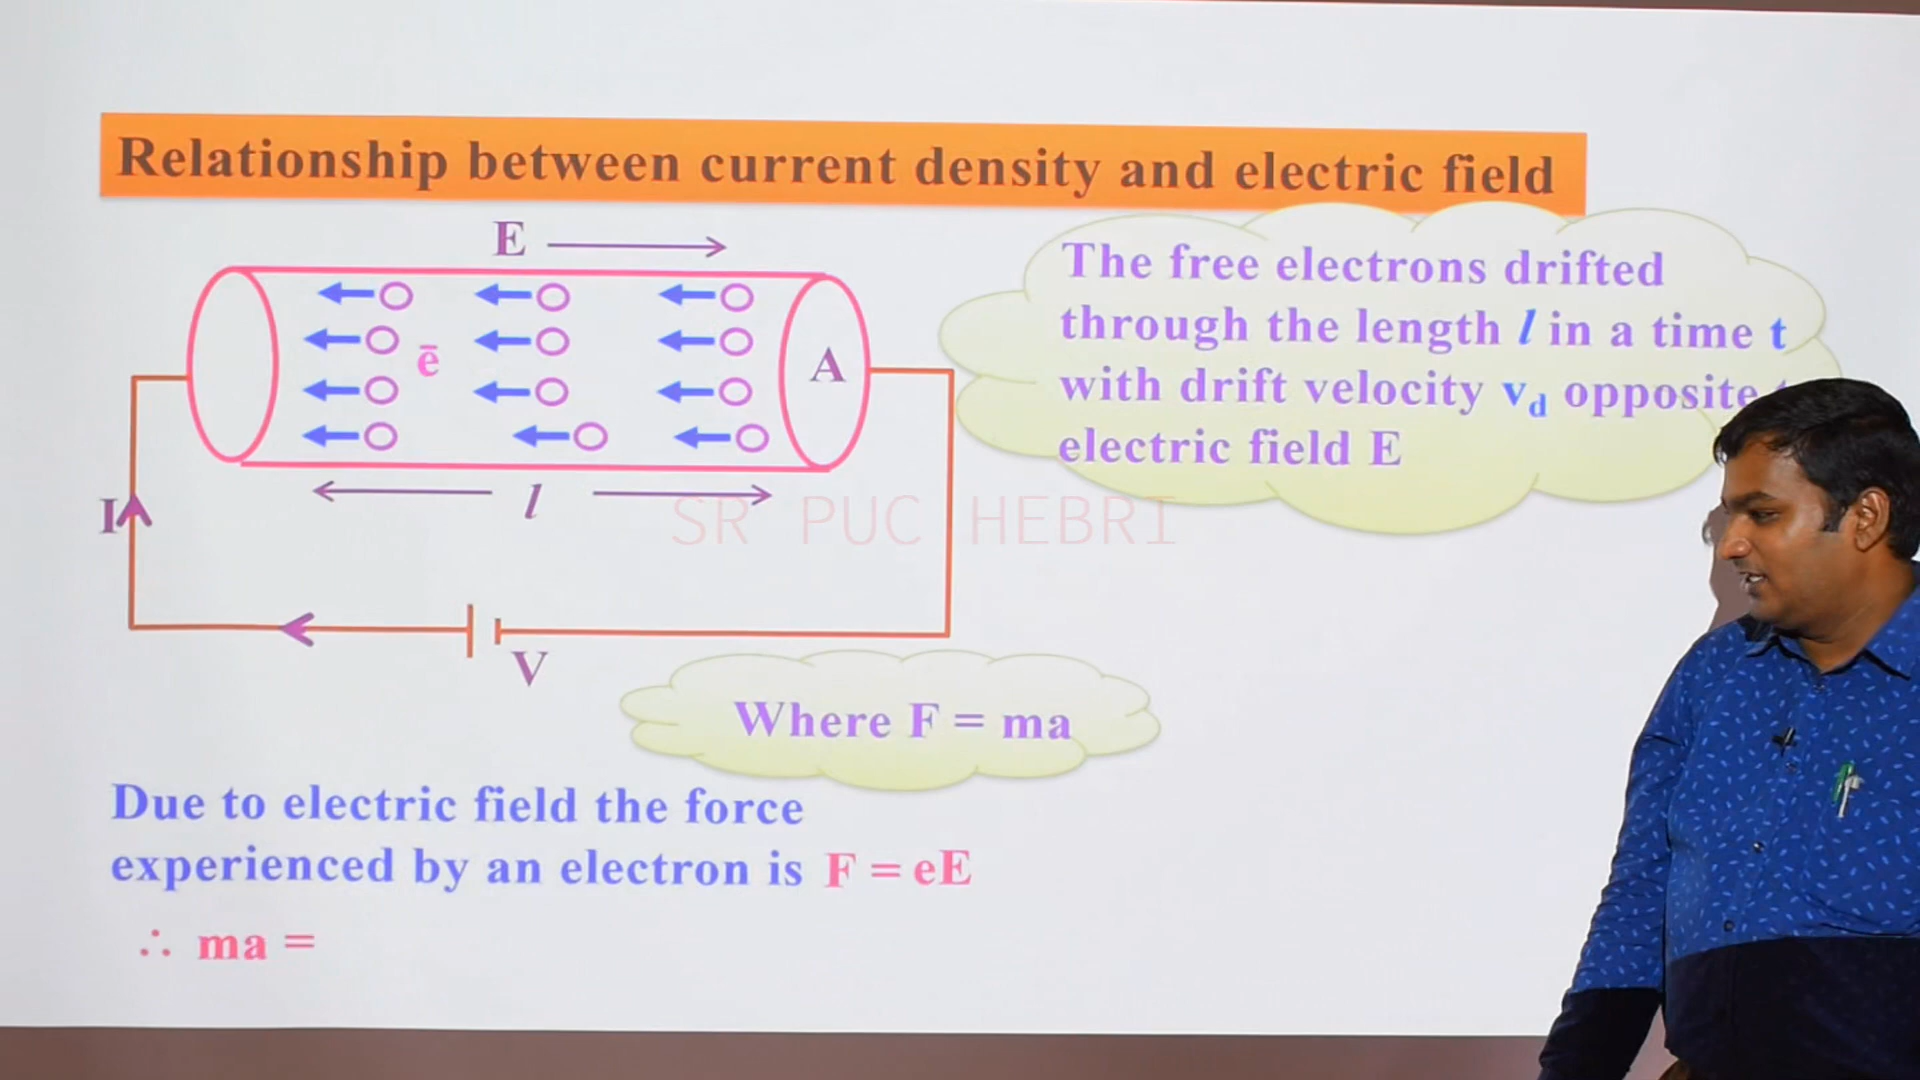 Relationship between current density and electric field
E
The free electrons drifted
through the length l in a time t
with drift velocity vd opposite
electric field E
ē
A
l
I
SR PUC HEBRI
V
Where F = ma
Due to electric field the force
experienced by an electron is F = eE
∴ ma =